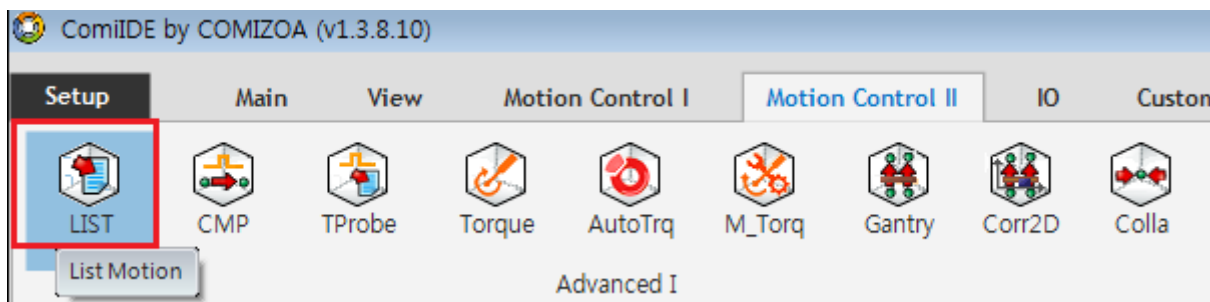 ComiIDE by COMIZOA (v1.3.8.10)
Setup Main View Motion Control I Motion Control II IO Custom
LIST CMP TProbe Torque AutoTrq M_Torq Gantry Corr2D Colla
List Motion
Advanced I